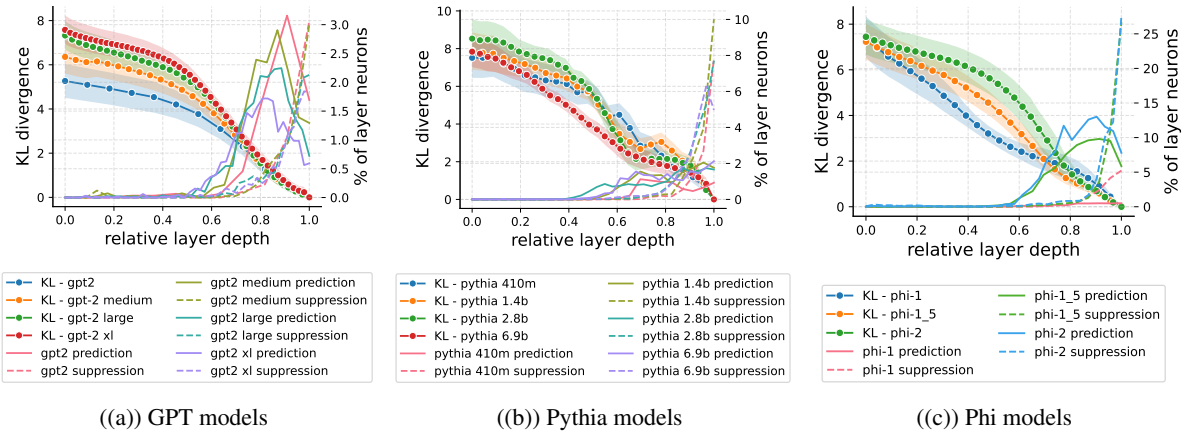 KL divergence
8
6
4
2
0
3.0
2.5
2.0
1.5
1.0
0.5
0.0
% of layer neurons
0.0 0.2 0.4 0.6 0.8 1.0
relative layer depth
KL - gpt2
KL - gpt-2 medium
KL - gpt-2 large
KL - gpt-2 xl
gpt2 prediction
gpt2 suppression
gpt2 medium prediction
gpt2 medium suppression
gpt2 large prediction
gpt2 large suppression
gpt2 xl prediction
gpt2 xl suppression
((a)) GPT models
KL divergence
10
8
6
4
2
0
10
8
6
4
2
0
% of layer neurons
0.0 0.2 0.4 0.6 0.8 1.0
relative layer depth
KL - pythia 410m
KL - pythia 1.4b
KL - pythia 2.8b
KL - pythia 6.9b
pythia 410m prediction
pythia 410m suppression
pythia 1.4b prediction
pythia 1.4b suppression
pythia 2.8b prediction
pythia 2.8b suppression
pythia 6.9b prediction
pythia 6.9b suppression
((b)) Pythia models
KL divergence
8
6
4
2
0
25
20
15
10
5
0
% of layer neurons
0.0 0.2 0.4 0.6 0.8 1.0
relative layer depth
KL - phi-1
KL - phi-1_5
KL - phi-2
phi-1 prediction
phi-1 suppression
phi-1_5 prediction
phi-1_5 suppression
phi-2 prediction
phi-2 suppression
((c)) Phi models